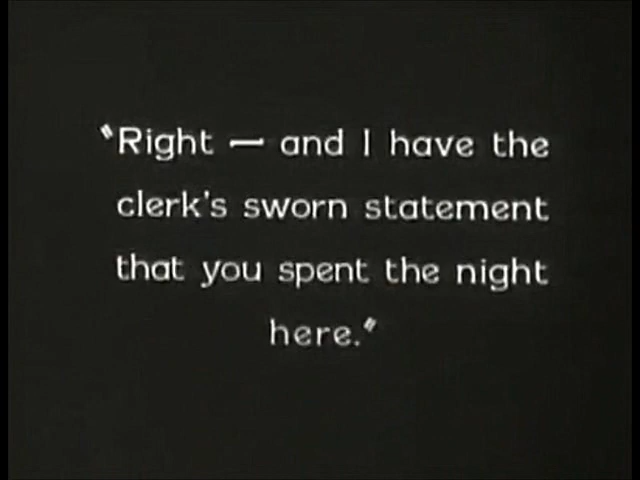 "Right — and I have the
clerk's sworn statement
that you spent the night
here."